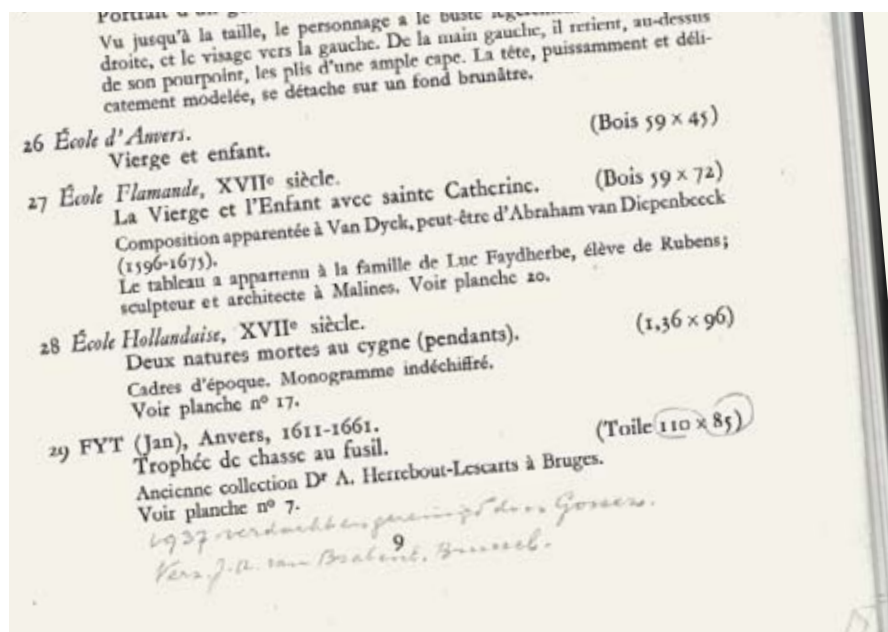 Portrait d'un
Vu jusqu'à la taille, le personnage a le buste
droite, et le visage vers la gauche. De la main gauche, il retient, au-dessus
de son pourpoint, les plis d'une ample cape. La tête, puissamment et déli-
catement modelée, se détache sur un fond brunâtre.
26 École d'Anvers. (Bois 59 × 45)
Vierge et enfant.
27 École Flamande, XVIIe siècle. (Bois 59 × 72)
La Vierge et l'Enfant avec sainte Catherine.
Composition apparentée à Van Dyck, peut-être d'Abraham van Diepenbeeck
(1596-1675).
Le tableau a appartenu à la famille de Luc Faydherbe, élève de Rubens;
sculpteur et architecte à Malines. Voir planche 20.
28 École Hollandaise, XVIIe siècle. (1,36 × 96)
Deux natures mortes au cygne (pendants).
Cadres d'époque. Monogramme indéchiffré.
Voir planche nº 17.
29 FYT (Jan), Anvers, 1611-1661. (Toile 110 × 85)
Trophée de chasse au fusil.
Ancienne collection Dr A. Herrebout-Lescarts à Bruges.
Voir planche nº 7.
1937 door Gossers.
9
Verz. J.A. van Brabant, Brussel.